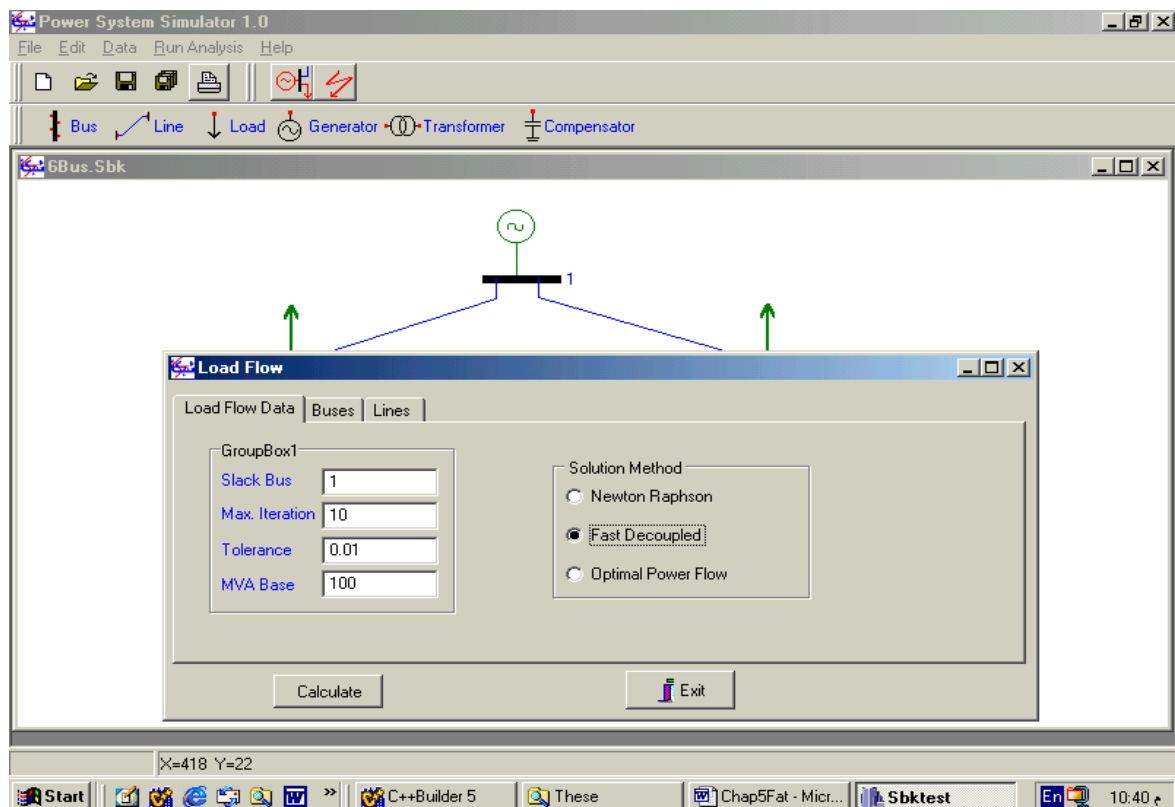 Power System Simulator 1.0
File Edit Data Run Analysis Help
Bus Line Load Generator Transformer Compensator
6Bus.Sbk
1
Load Flow
Load Flow Data Buses Lines
GroupBox1
Slack Bus 1
Max. Iteration 10
Tolerance 0.01
MVA Base 100
Solution Method
Newton Raphson
Fast Decoupled
Optimal Power Flow
Calculate Exit
X=418 Y=22
Start » C++Builder 5 These Chap5Fat - Micr... Sbktest En 10:40 م